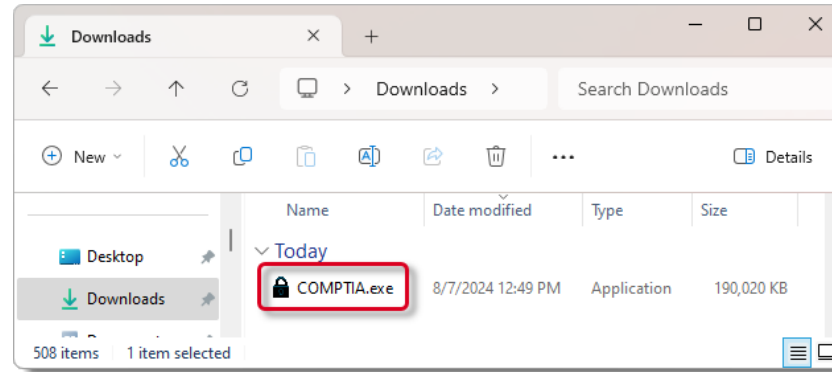 Downloads
Downloads
Search Downloads
New
Details
Name Date modified Type Size
Desktop
Today
COMPTIA.exe 8/7/2024 12:49 PM Application 190,020 KB
Downloads
508 items 1 item selected